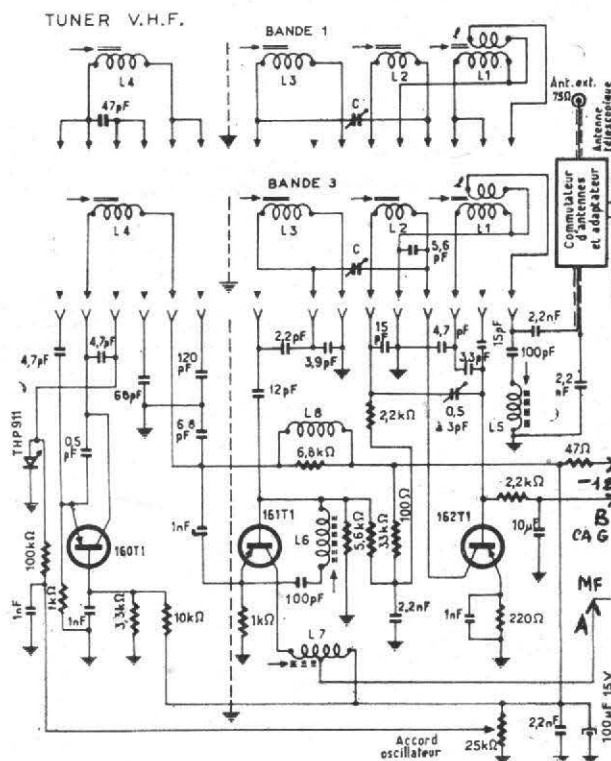 TUNER V.H.F.
BANDE 1
L4
L3
C
L2
ℓ
L1
47pF
Ant.ext.
75Ω
Antenne
télescopique
BANDE 3
L4
L3
C
L2
5,6
pF
ℓ
L1
Commutateur
d'antennes
et adaptateur
4,7pF
4,7pF
68pF
120
pF
2,2pF
3,9pF
15
pF
4,7
pF
3,3pF
15pF
2,2nF
100pF
12pF
2,2kΩ
0,5
à 3pF
L5
2,2
nF
THP911
0,5
pF
6,8
pF
L8
6,8kΩ
47Ω
100Ω
2,2kΩ
1nF
161T1
L6
5,6kΩ
33kΩ
162T1
10µF
CAG
160T1
100kΩ
1kΩ
1nF
1nF
3,3kΩ
10kΩ
100pF
1kΩ
2,2nF
1nF
220Ω
MF
A
L7
Accord
oscillateur
25kΩ
2,2nF
100µF 15V